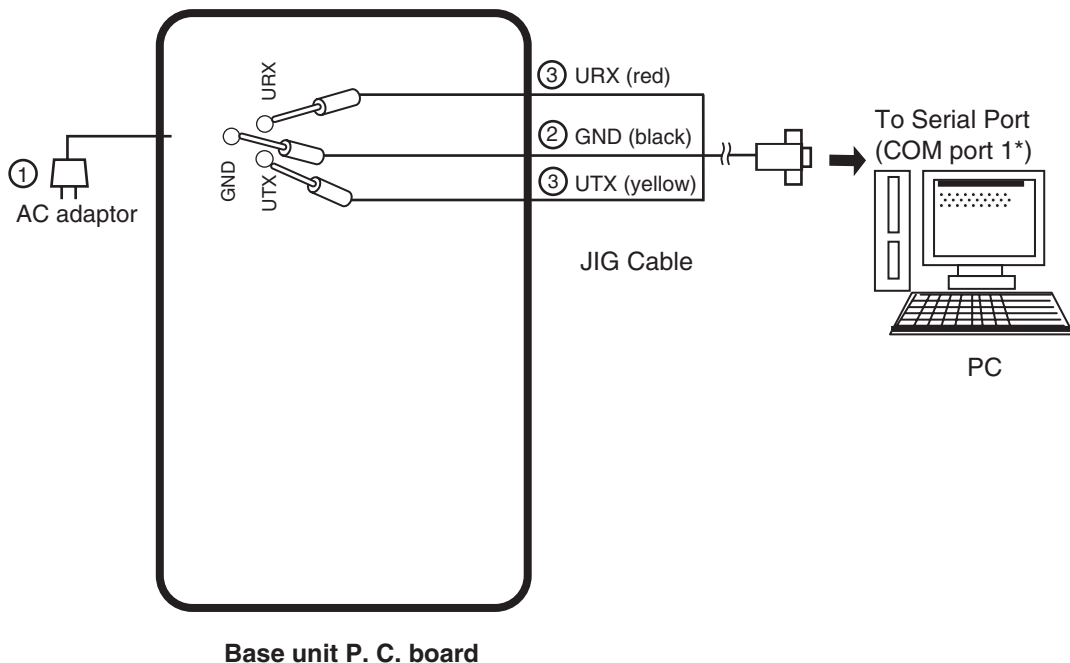 URX
GND
UTX
③ URX (red)
② GND (black)
③ UTX (yellow)
JIG Cable
①
AC adaptor
To Serial Port
(COM port 1*)
PC
Base unit P. C. board